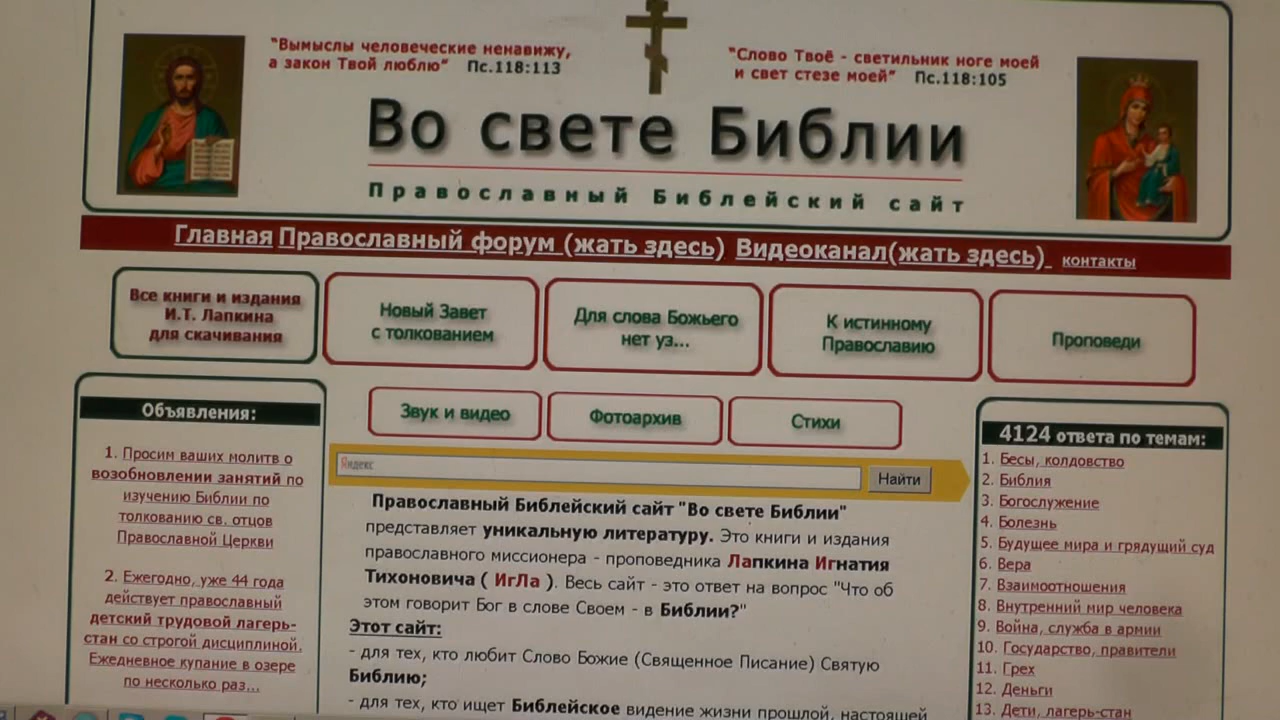 "Вымыслы человеческие ненавижу,
а закон Твой люблю" Пс.118:113
"Слово Твоё - светильник ноге моей
и свет стезе моей" Пс.118:105
Во свете Библии
Православный Библейский сайт
Главная Православный форум (жать здесь) Видеоканал(жать здесь) контакты
Все книги и издания
И.Т. Лапкина
для скачивания
Новый Завет
с толкованием
Для слова Божьего
нет уз...
К истинному
Православию
Проповеди
Звук и видео
Фотоархив
Стихи
Объявления:
1. Просим ваших молитв о
возобновлении занятий по
изучению Библии по
толкованию св. отцов
Православной Церкви
2. Ежегодно, уже 44 года
действует православный
детский трудовой лагерь-
стан со строгой дисциплиной.
Ежедневное купание в озере
по несколько раз...
Яндекс
Найти
Православный Библейский сайт "Во свете Библии"
представляет уникальную литературу. Это книги и издания
православного миссионера - проповедника Лапкина Игнатия
Тихоновича ( ИгЛа ). Весь сайт - это ответ на вопрос "Что об
этом говорит Бог в слове Своем - в Библии?"
Этот сайт:
- для тех, кто любит Слово Божие (Священное Писание) Святую
Библию;
- для тех, кто ищет Библейское видение жизни прошлой, настоящей
4124 ответа по темам:
1. Бесы, колдовство
2. Библия
3. Богослужение
4. Болезнь
5. Будущее мира и грядущий суд
6. Вера
7. Взаимоотношения
8. Внутренний мир человека
9. Война, служба в армии
10. Государство, правители
11. Грех
12. Деньги
13. Дети, лагерь-стан